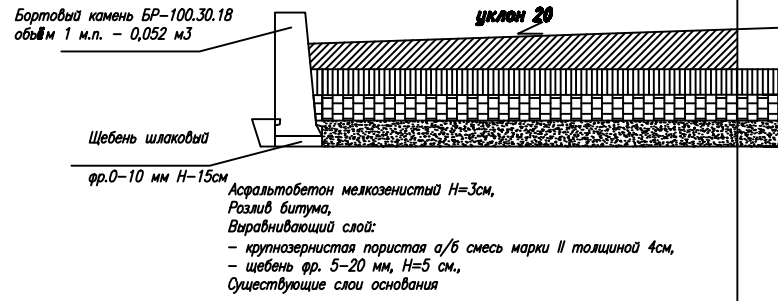 Бортовый камень БР-100.30.18
объём 1 м.п. - 0,052 м3
уклон 20
Щебень шлаковый
фр.0-10 мм Н-15см
Асфальтобетон мелкозенистый Н=3см,
Розлив битума,
Выравнивающий слой:
- крупнозернистая пористая а/б смесь марки II толщиной 4см,
- щебень фр. 5-20 мм, Н=5 см.,
Существующие слои основания